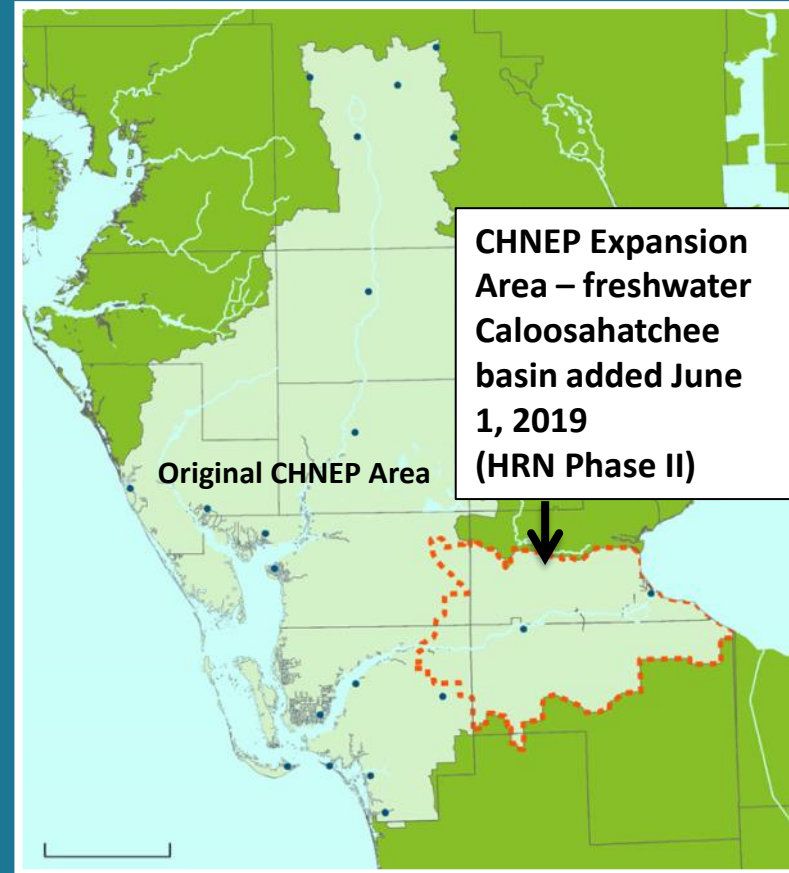 CHNEP Expansion
Area – freshwater
Caloosahatchee
basin added June
1, 2019
(HRN Phase II)
Original CHNEP Area